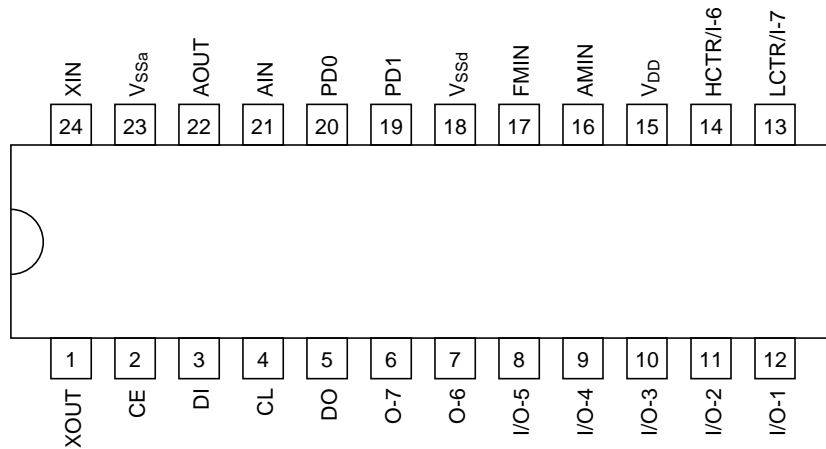 XIN VSSa AOUT AIN PD0 PD1 VSSd FMIN AMIN VDD HCTR/I-6 LCTR/I-7
24 23 22 21 20 19 18 17 16 15 14 13
1 2 3 4 5 6 7 8 9 10 11 12
XOUT CE DI CL DO O-7 O-6 I/O-5 I/O-4 I/O-3 I/O-2 I/O-1